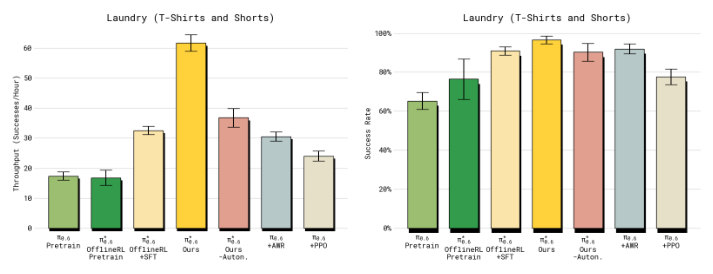 Laundry (T-Shirts and Shorts)
Throughput (Successes/Hour)
60
50
40
30
20
10
0
π0.6
Pretrain
π*0.6
OfflineRL
Pretrain
π*0.6
OfflineRL
+SFT
π*0.6
Ours
π*0.6
Ours
-Auton.
π0.6
+AWR
π0.6
+PPO
Laundry (T-Shirts and Shorts)
Success Rate
100%
80%
60%
40%
20%
0%
π0.6
Pretrain
π*0.6
OfflineRL
Pretrain
π*0.6
OfflineRL
+SFT
π*0.6
Ours
π*0.6
Ours
-Auton.
π0.6
+AWR
π0.6
+PPO